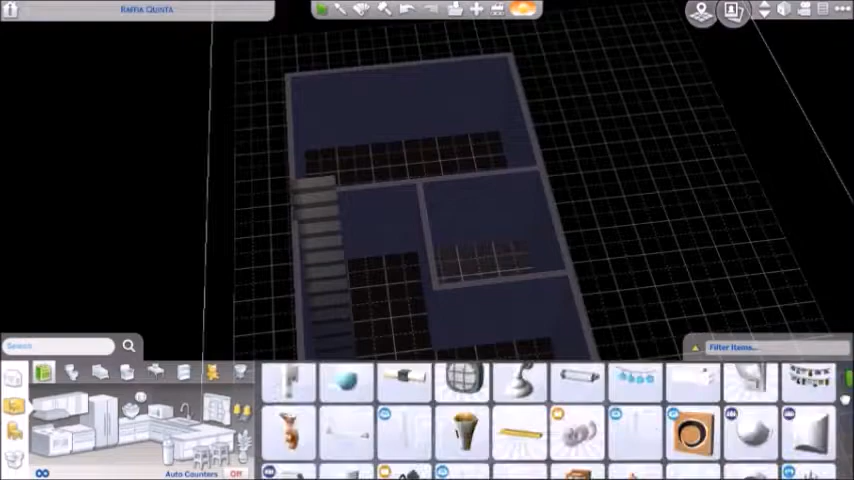 RAFFIA QUINTA
Search
Filter Items...
Auto Counters Off